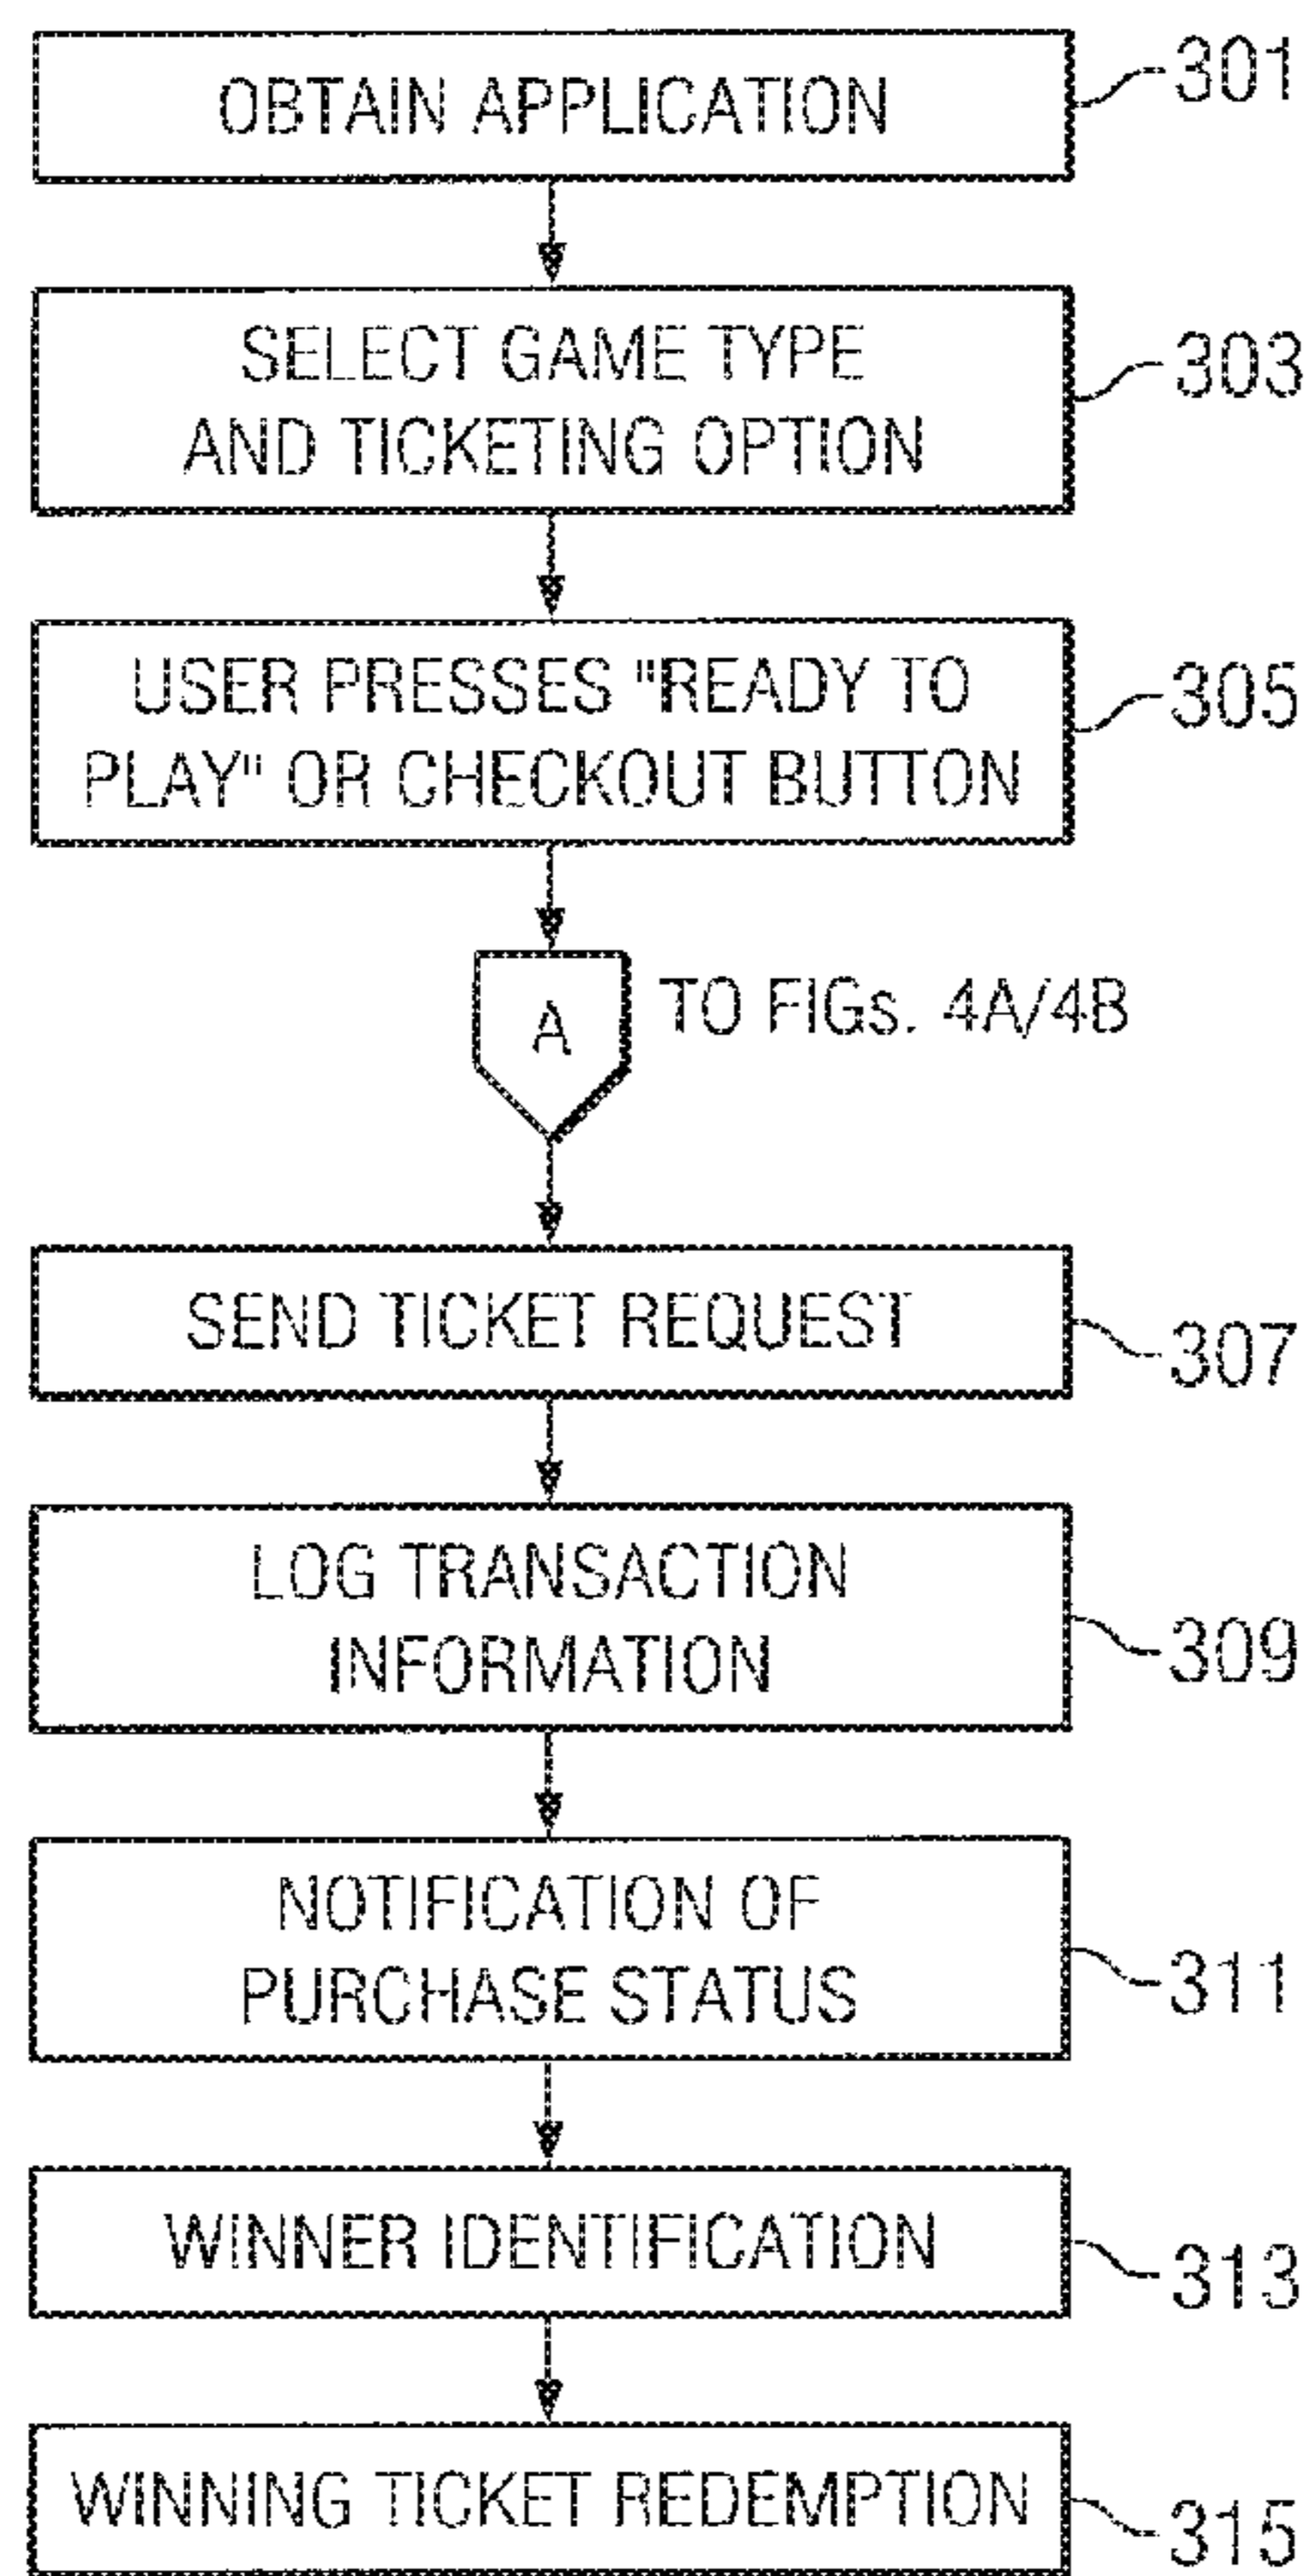 OBTAIN APPLICATION
301
SELECT GAME TYPE
AND TICKETING OPTION
303
USER PRESSES "READY TO
PLAY" OR CHECKOUT BUTTON
305
A
TO FIGs. 4A/4B
SEND TICKET REQUEST
307
LOG TRANSACTION
INFORMATION
309
NOTIFICATION OF
PURCHASE STATUS
311
WINNER IDENTIFICATION
313
WINNING TICKET REDEMPTION
315